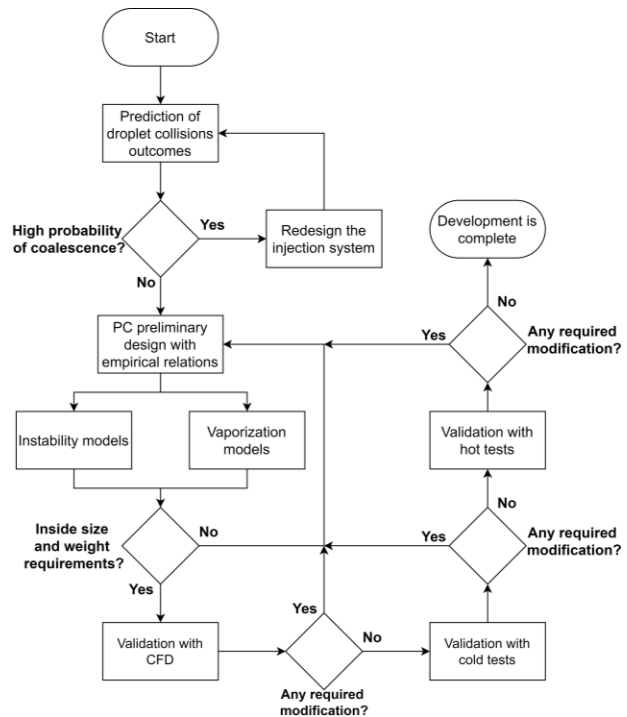 Start
Prediction of
droplet collisions
outcomes
High probability
of coalescence?
Yes
Redesign the
injection system
No
Development is
complete
No
PC preliminary
design with
empirical relations
Yes
Any required
modification?
Instability models
Vaporization
models
Validation with
hot tests
No
Inside size
and weight
requirements?
No
Yes
Any required
modification?
Yes
Validation with
CFD
Yes
No
Any required
modification?
Validation with
cold tests